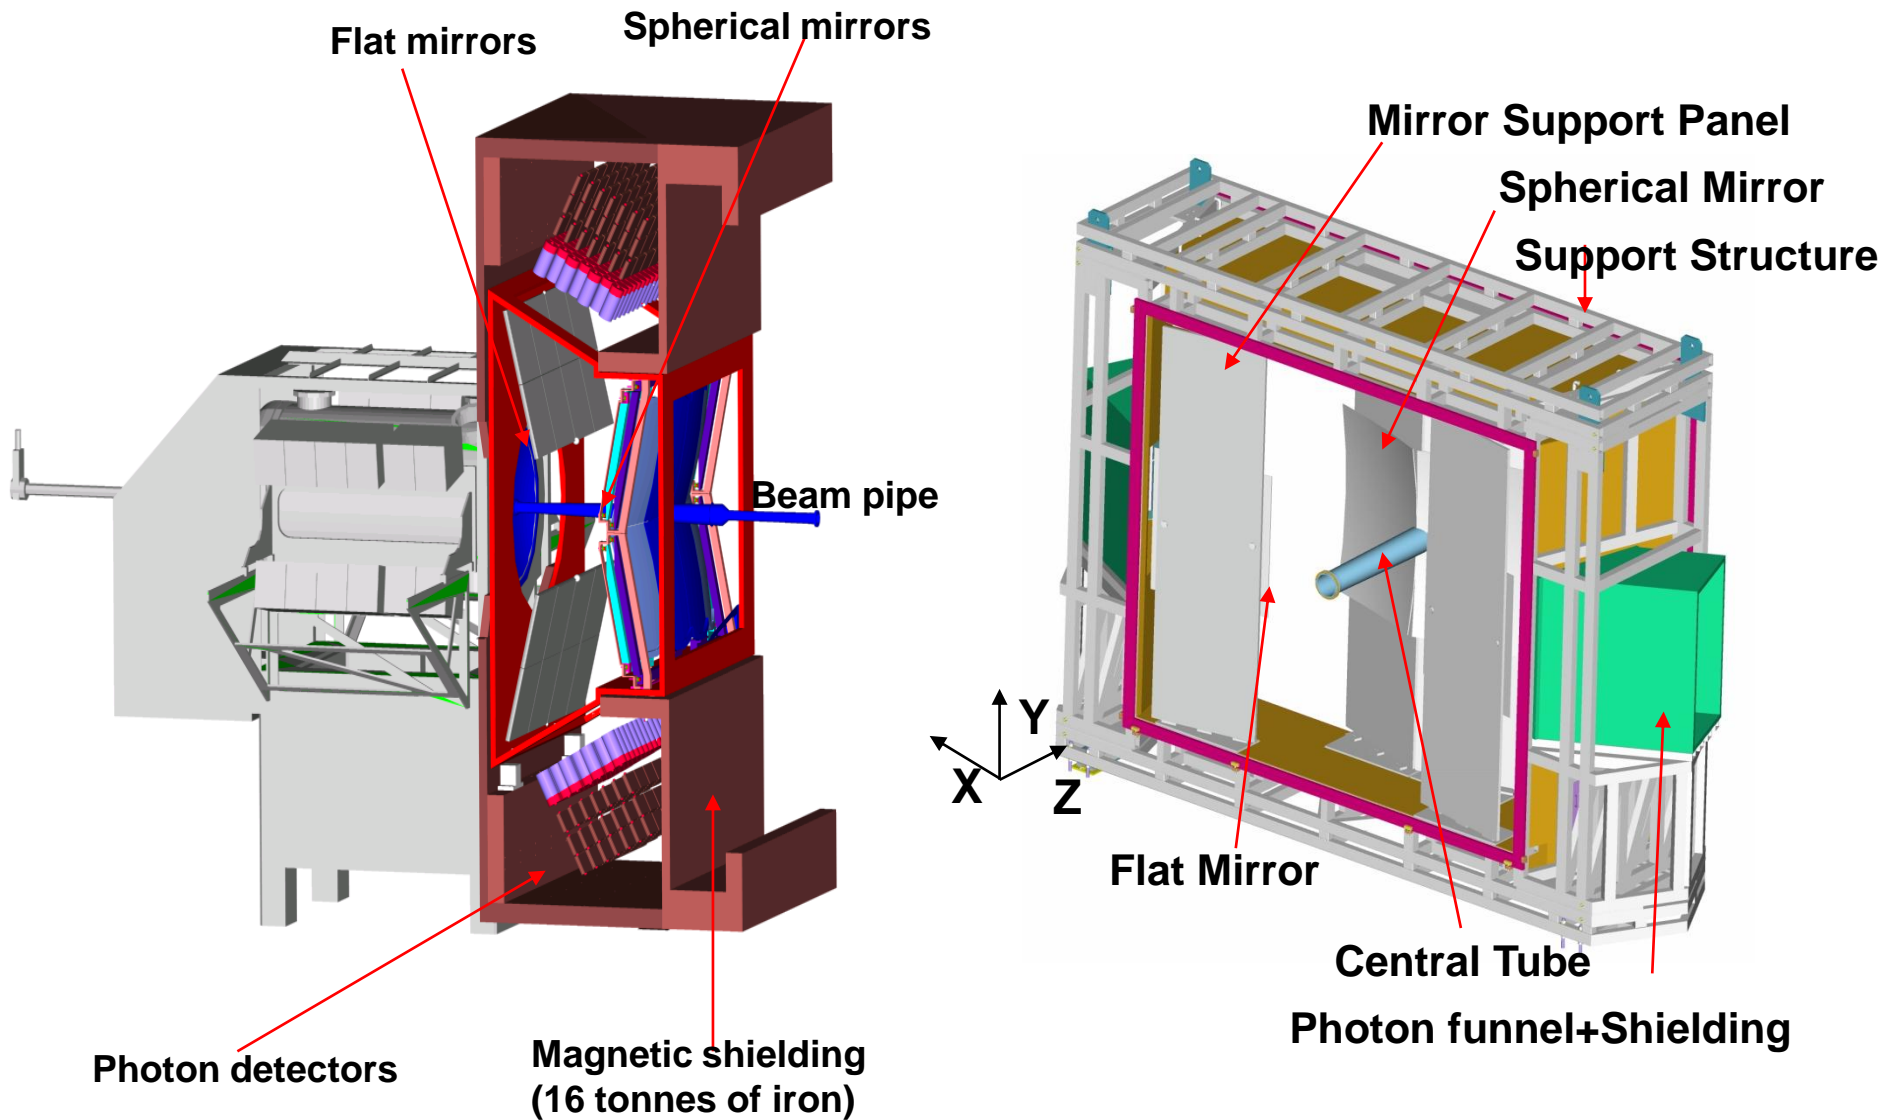 Flat mirrors
Spherical mirrors
Beam pipe
Photon detectors
Magnetic shielding
(16 tonnes of iron)
Mirror Support Panel
Spherical Mirror
Support Structure
Y
X
Z
Flat Mirror
Central Tube
Photon funnel+Shielding